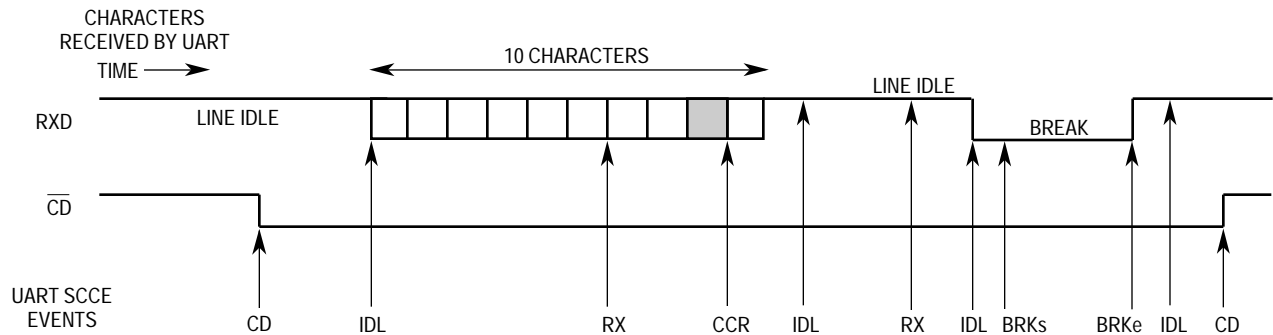 CHARACTERS
RECEIVED BY UART
TIME
10 CHARACTERS
RXD
LINE IDLE
LINE IDLE
BREAK
CD
UART SCCE
EVENTS
CD
IDL
RX
CCR
IDL
RX
IDL
BRKs
BRKe
IDL
CD